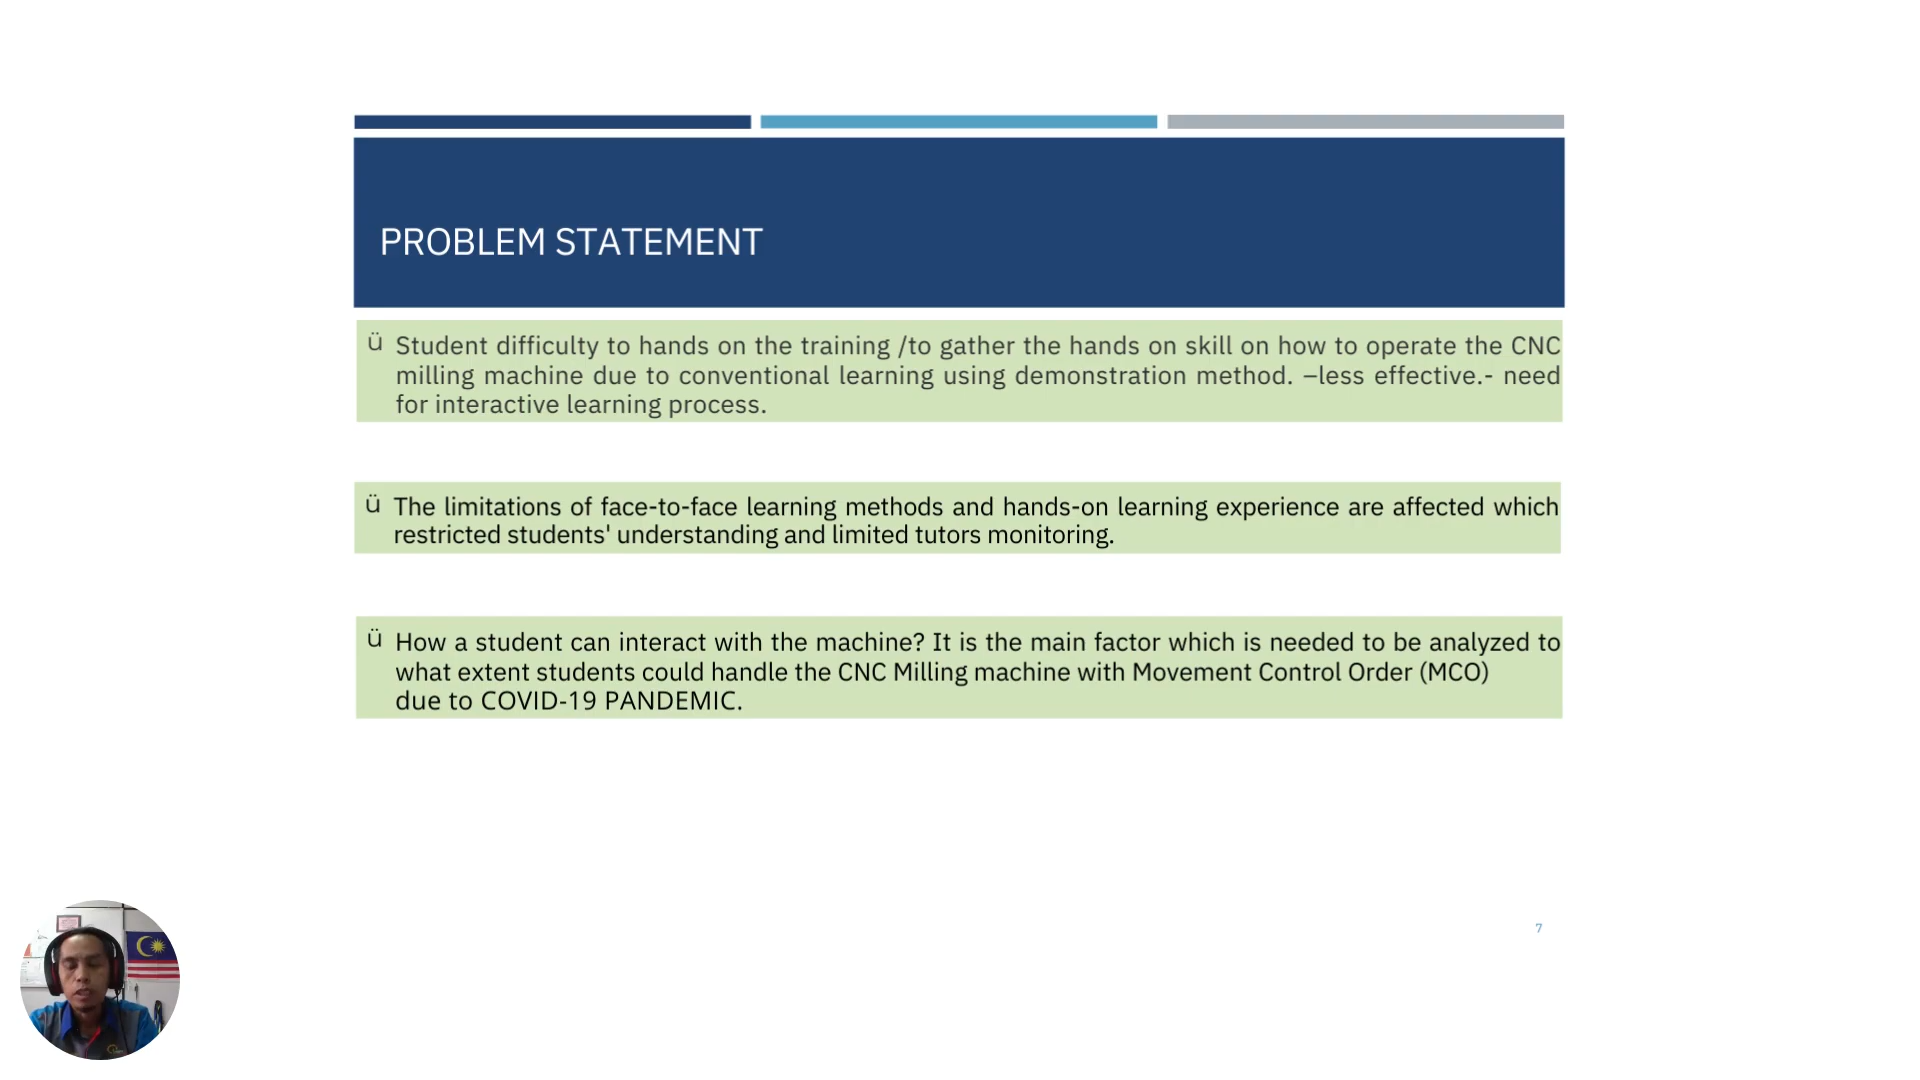 PROBLEM STATEMENT
ü Student difficulty to hands on the training /to gather the hands on skill on how to operate the CNC
milling machine due to conventional learning using demonstration method. –less effective.- need
for interactive learning process.
ü The limitations of face-to-face learning methods and hands-on learning experience are affected which
restricted students' understanding and limited tutors monitoring.
ü How a student can interact with the machine? It is the main factor which is needed to be analyzed to
what extent students could handle the CNC Milling machine with Movement Control Order (MCO)
due to COVID-19 PANDEMIC.
7